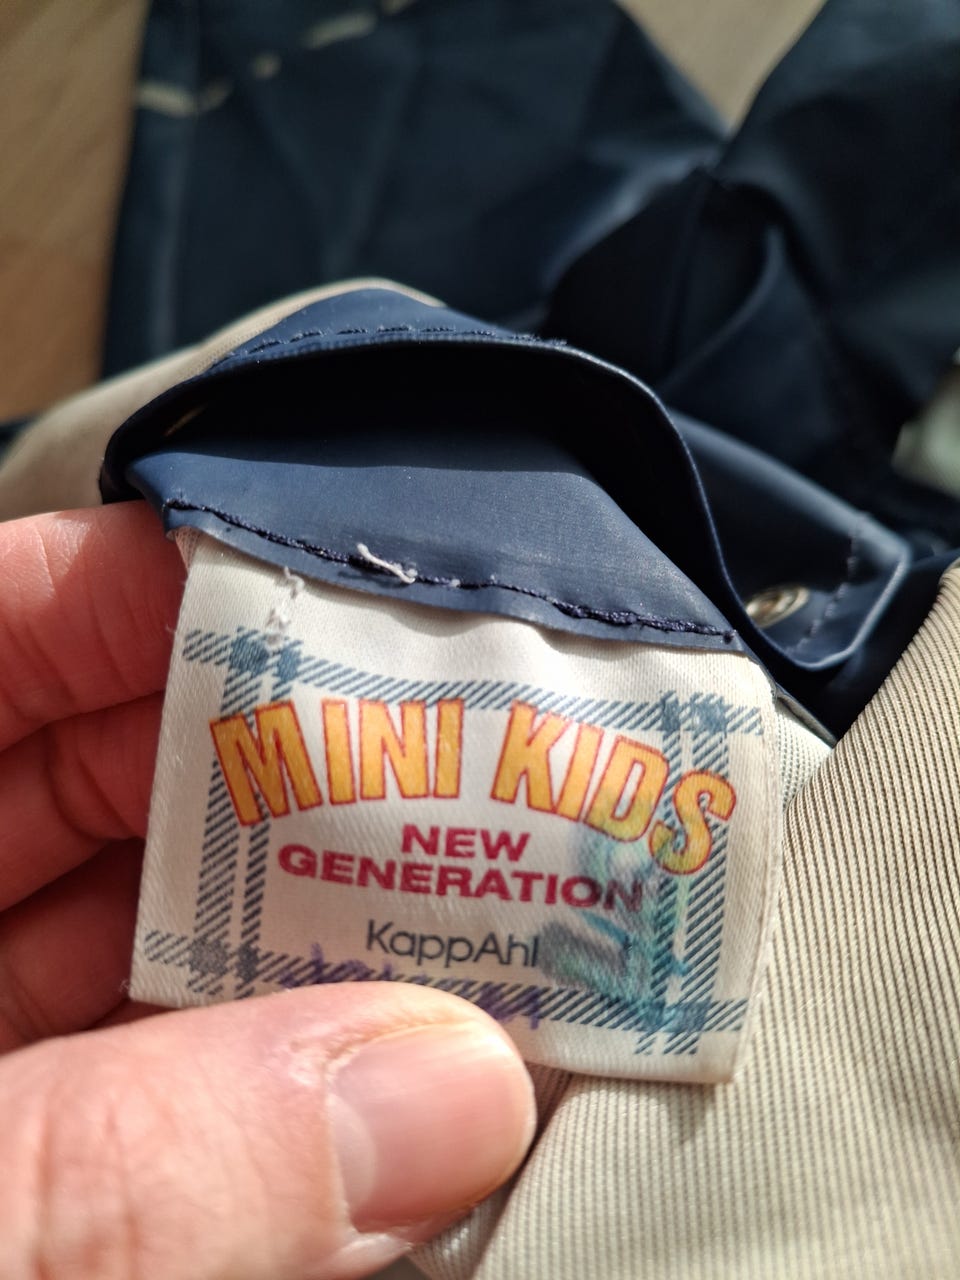 MINI KIDS
NEW
GENERATION
KappAhl